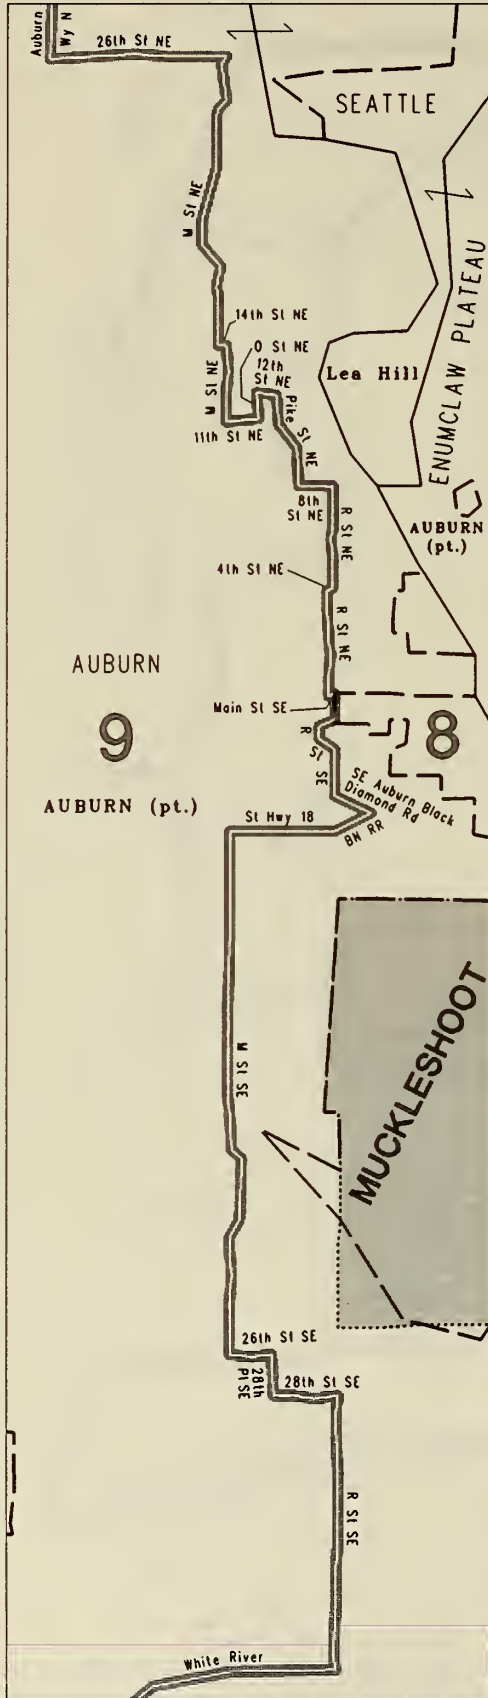 Auburn
Wy N
26th St NE
SEATTLE
M St NE
ENUMCLAW PLATEAU
14th St NE
O St NE
12th
St NE
M St NE
Lea Hill
Pike
St NE
11th St NE
8th
St NE
R St NE
AUBURN
(pt.)
4th St NE
R St NE
AUBURN
Main St SE
9
8
R St SE
SE Auburn Black
Diamond Rd
AUBURN (pt.)
St Hwy 18
BN RR
MUCKLESHOOT
M St SE
26th St SE
28th
Pl SE
28th St SE
R St SE
White River